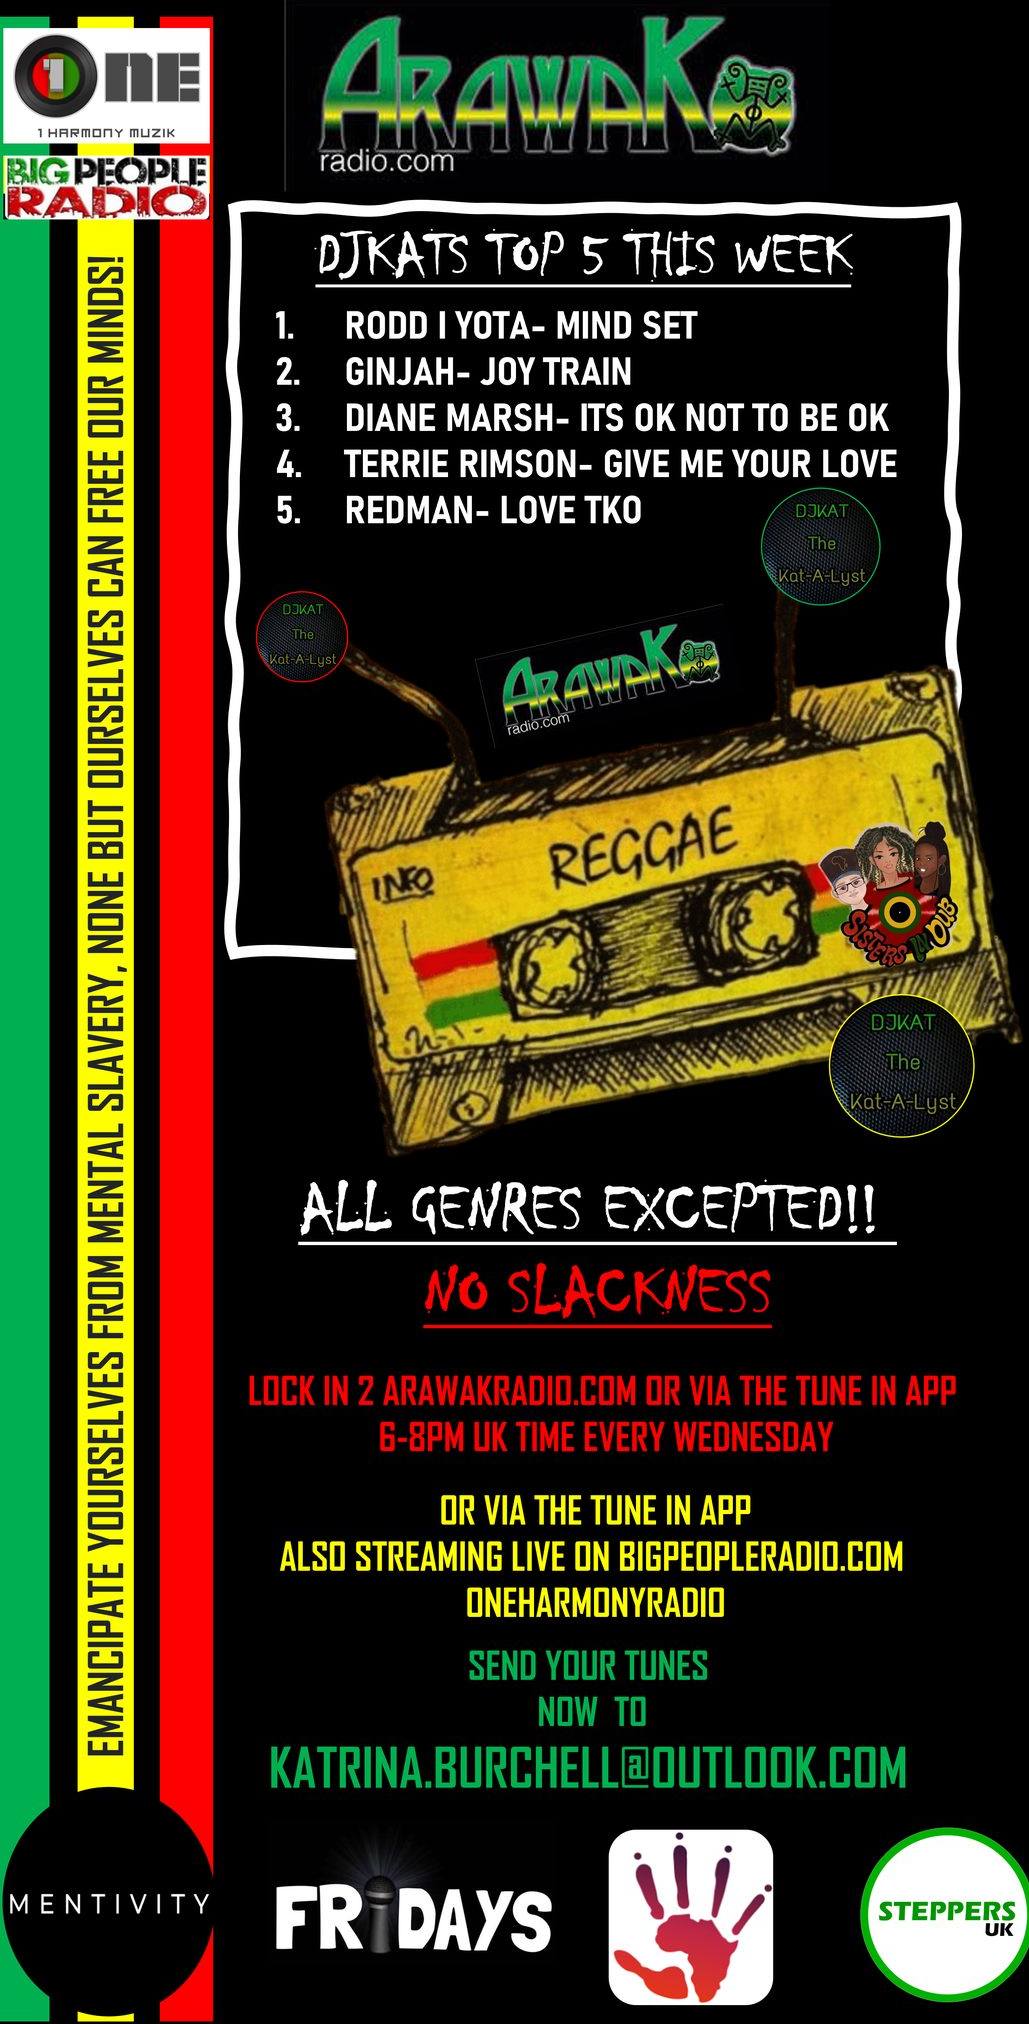 1 ONE
1 HARMONY MUZIK
BIG PEOPLE
RADIO
ARAWAK
radio.com
EMANCIPATE YOURSELVES FROM MENTAL SLAVERY, NONE BUT OURSELVES CAN FREE OUR MINDS!
DJKATS TOP 5 THIS WEEK
1. RODD I YOTA- MIND SET
2. GINJAH- JOY TRAIN
3. DIANE MARSH- ITS OK NOT TO BE OK
4. TERRIE RIMSON- GIVE ME YOUR LOVE
5. REDMAN- LOVE TKO
DJKAT
The
Kat-A-Lyst
DJKAT
The
Kat-A-Lyst
ARAWAK
radio.com
REGGAE
INFO
SISTERS IN DUB
DJKAT
The
Kat-A-Lyst
ALL GENRES EXCEPTED!!
NO SLACKNESS
LOCK IN 2 ARAWAKRADIO.COM OR VIA THE TUNE IN APP
6-8PM UK TIME EVERY WEDNESDAY
OR VIA THE TUNE IN APP
ALSO STREAMING LIVE ON BIGPEOPLERADIO.COM
ONEHARMONYRADIO
SEND YOUR TUNES
NOW TO
KATRINA.BURCHELL@OUTLOOK.COM
MENTIVITY
FRIDAYS
STEPPERS
UK